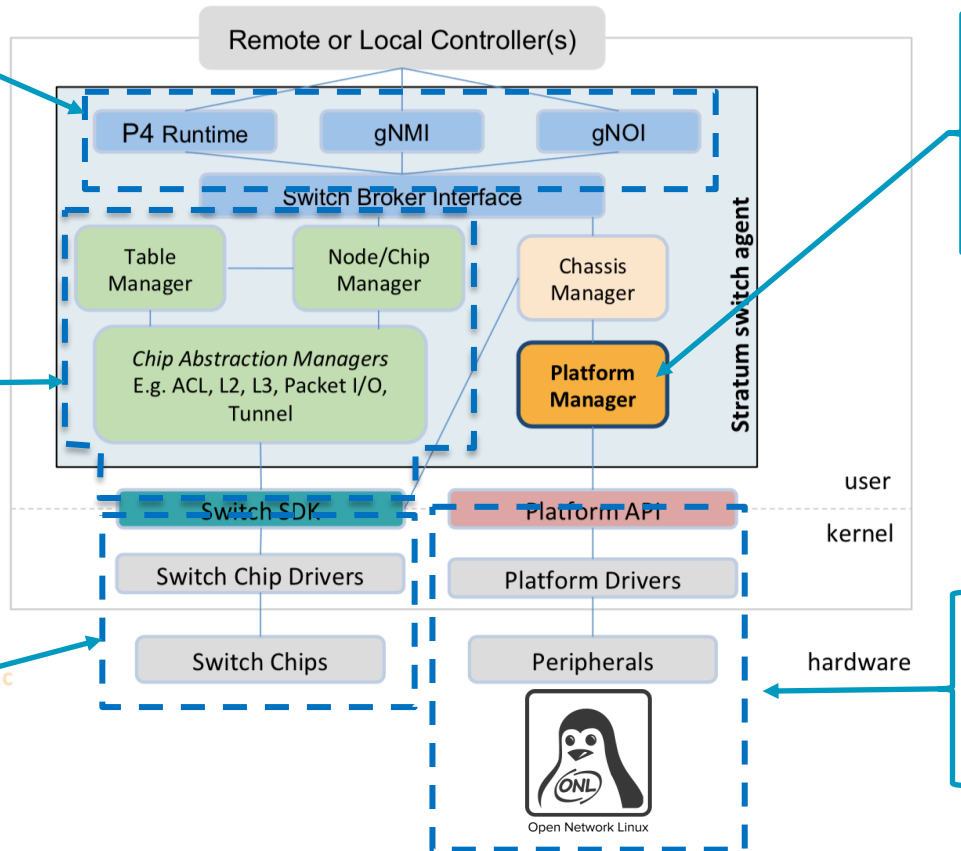 Remote or Local Controller(s)
P4 Runtime
gNMI
gNOI
Switch Broker Interface
Table
Manager
Node/Chip
Manager
Chassis
Manager
Chip Abstraction Managers
E.g. ACL, L2, L3, Packet I/O,
Tunnel
Platform
Manager
Stratum switch agent
user
Switch SDK
Platform API
kernel
Switch Chip Drivers
Platform Drivers
Switch Chips
Peripherals
hardware
c
ONL
Open Network Linux